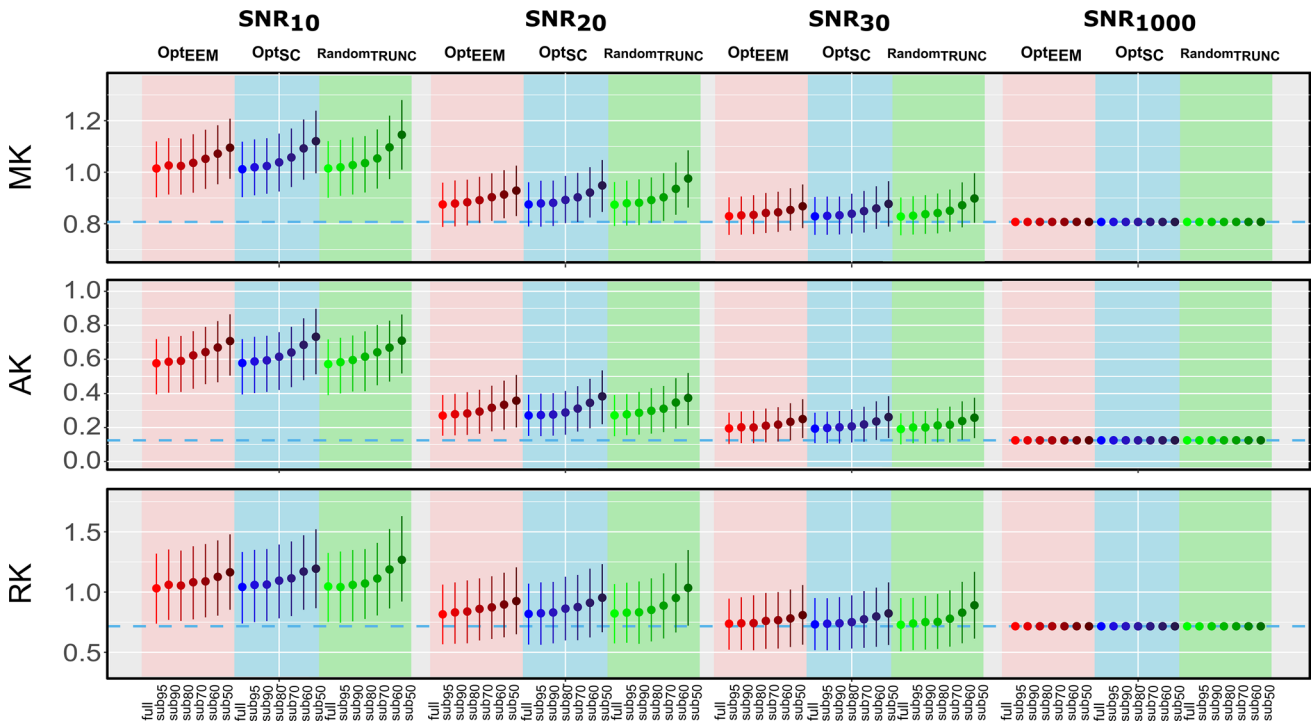 SNR10 SNR20 SNR30 SNR1000
OptEEM OptSC RandomTRUNC OptEEM OptSC RandomTRUNC OptEEM OptSC RandomTRUNC OptEEM OptSC RandomTRUNC
MK
1.2
1.0
0.8
AK
1.0
0.8
0.6
0.4
0.2
0.0
RK
1.5
1.0
0.5
full sub95 sub90 sub80 sub70 sub60 sub50 full sub95 sub90 sub80 sub70 sub60 sub50 full sub95 sub90 sub80 sub70 sub60 sub50
full sub95 sub90 sub80 sub70 sub60 sub50 full sub95 sub90 sub80 sub70 sub60 sub50 full sub95 sub90 sub80 sub70 sub60 sub50
full sub95 sub90 sub80 sub70 sub60 sub50 full sub95 sub90 sub80 sub70 sub60 sub50 full sub95 sub90 sub80 sub70 sub60 sub50
full sub95 sub90 sub80 sub70 sub60 sub50 full sub95 sub90 sub80 sub70 sub60 sub50 full sub95 sub90 sub80 sub70 sub60 sub50